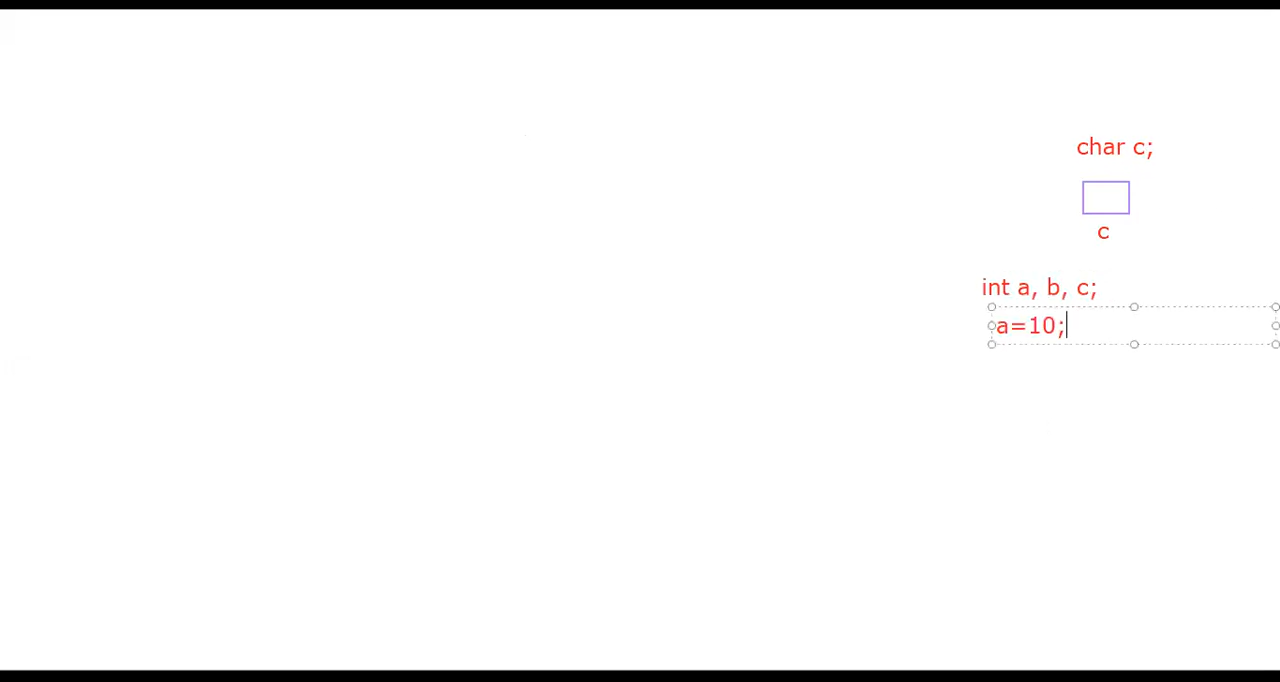 char c;
c
int a, b, c;
a=10;